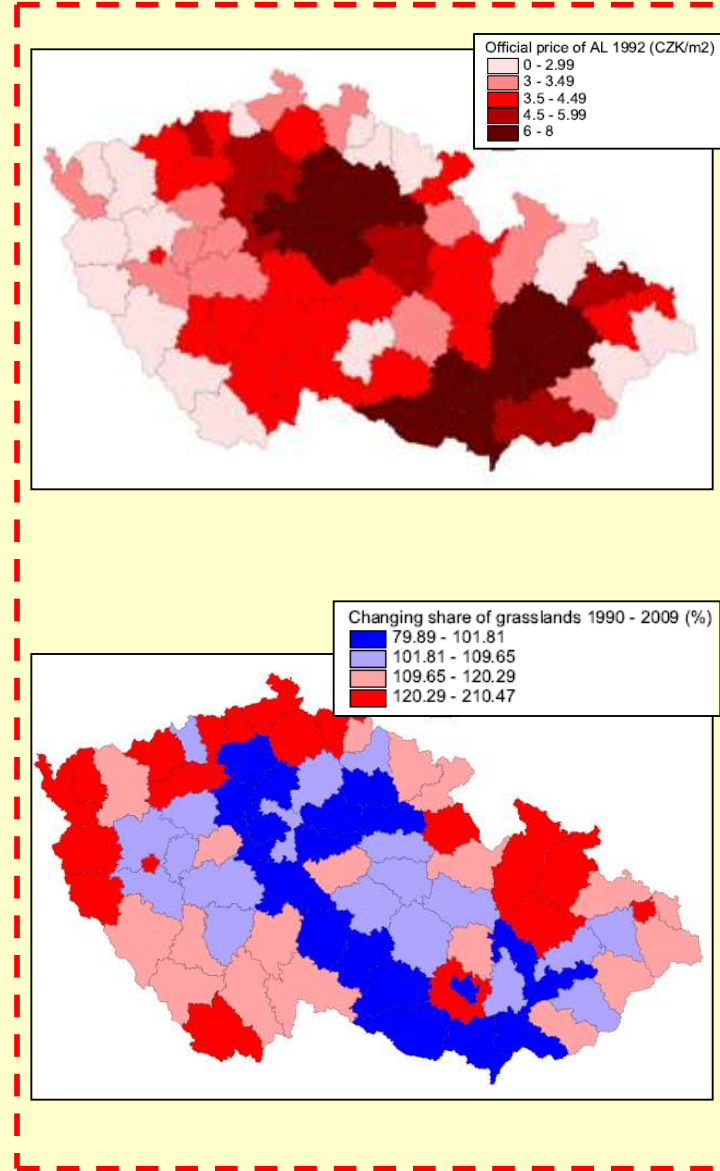 Official price of AL 1992 (CZK/m2)
0 - 2.99
3 - 3.49
3.5 - 4.49
4.5 - 5.99
6 - 8
Changing share of grasslands 1990 - 2009 (%)
79.89 - 101.81
101.81 - 109.65
109.65 - 120.29
120.29 - 210.47